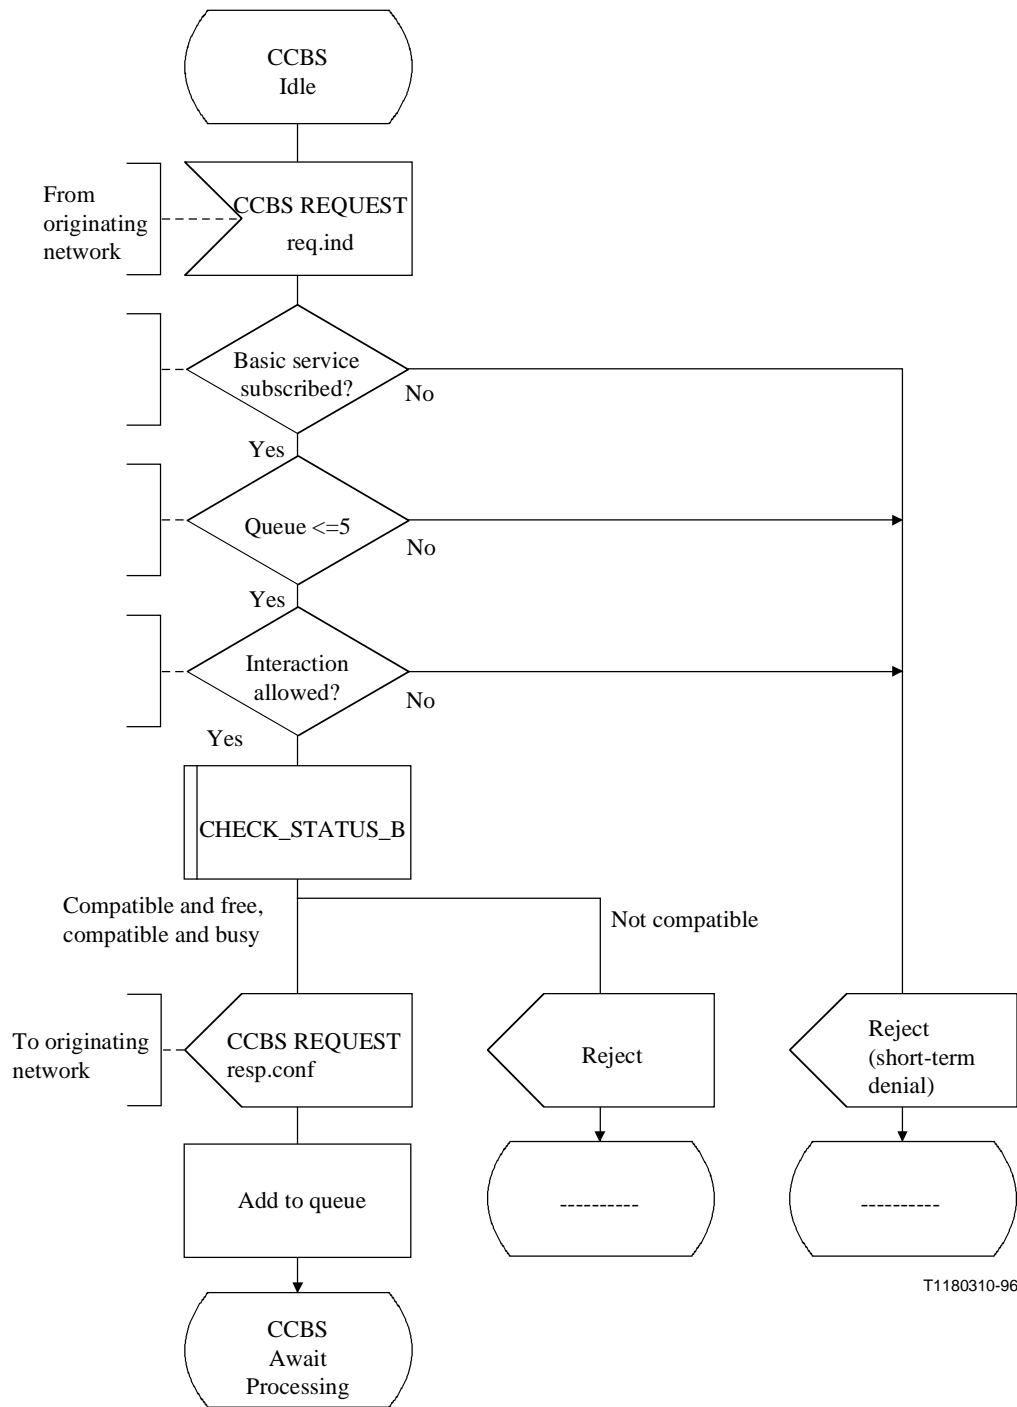 CCBS
Idle
From
originating
network
CCBS REQUEST
req.ind
Basic service
subscribed?
No
Yes
Queue <=5
No
Yes
Interaction
allowed?
No
Yes
CHECK_STATUS_B
Compatible and free,
compatible and busy
Not compatible
To originating
network
CCBS REQUEST
resp.conf
Reject
Reject
(short-term
denial)
Add to queue
----------
----------
T1180310-96
CCBS
Await
Processing